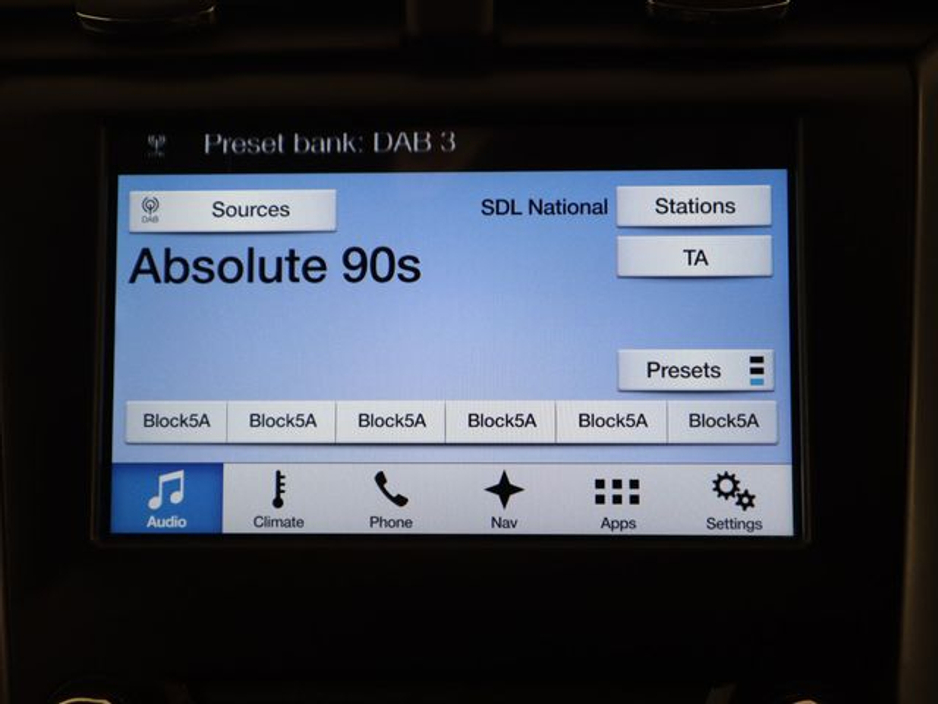 Preset bank: DAB 3
DAB
Sources
SDL National
Stations
Absolute 90s
TA
Presets
Block5A Block5A Block5A Block5A Block5A Block5A
Audio Climate Phone Nav Apps Settings